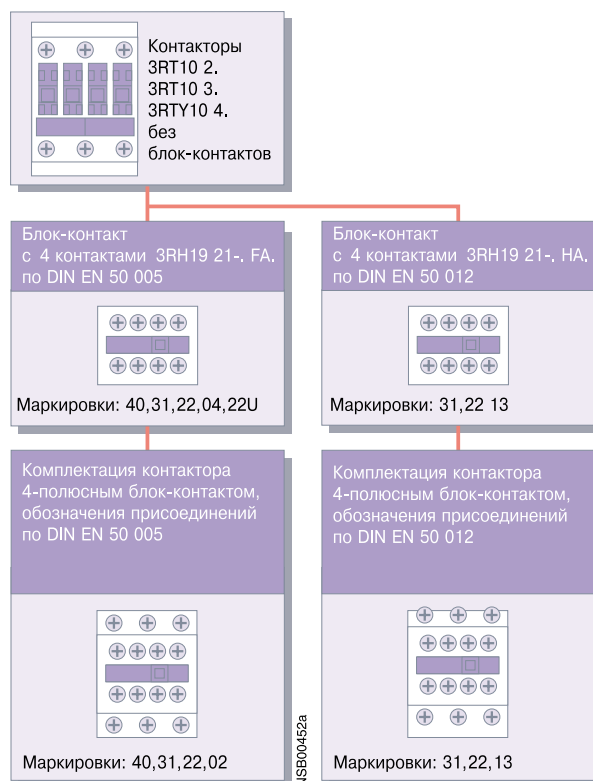 Контакторы
3RT10 2.
3RT10 3.
3RTY10 4.
без
блок-контактов
Блок-контакт
с 4 контактами 3RH19 21-. FA.
по DIN EN 50 005
Маркировки: 40,31,22,04,22U
Блок-контакт
с 4 контактами 3RH19 21-. HA.
по DIN EN 50 012
Маркировки: 31,22 13
Комплектация контактора
4-полюсным блок-контактом,
обозначения присоединений
по DIN EN 50 005
Маркировки: 40,31,22,02
Комплектация контактора
4-полюсным блок-контактом,
обозначения присоединений
по DIN EN 50 012
Маркировки: 31,22,13
NSB00452a